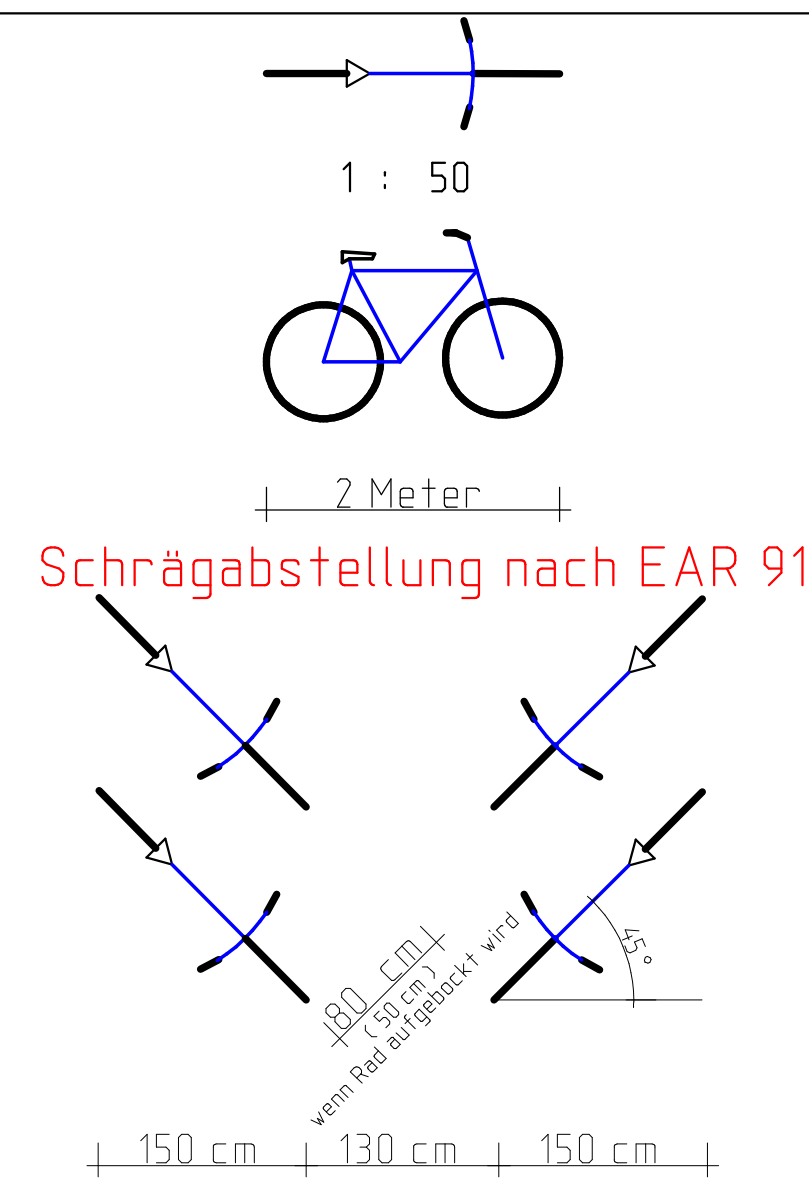 1 : 50
2 Meter
Schrägabstellung nach EAR 91
45°
80 cm
( 50 cm )
wenn Rad aufgebockt wird
150 cm
130 cm
150 cm